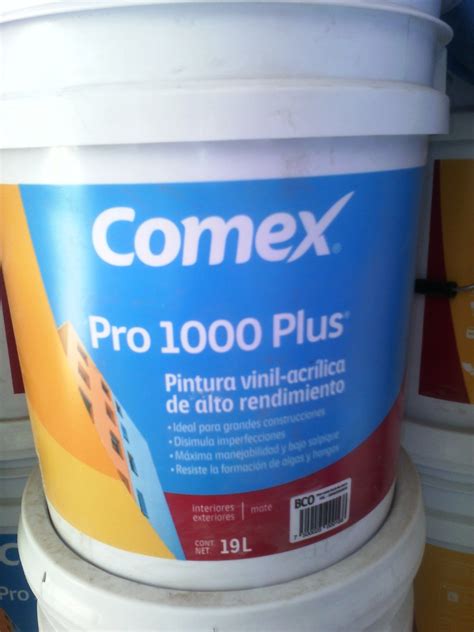 Comex®
Pro 1000 Plus®
Pintura vinil-acrílica
de alto rendimiento
• Ideal para grandes construcciones
• Disimula imperfecciones
• Máxima manejabilidad y bajo salpique
• Resiste la formación de algas y hongos
interiores
exteriores
mate
BCO
CONT.
NET. 19L
Pro